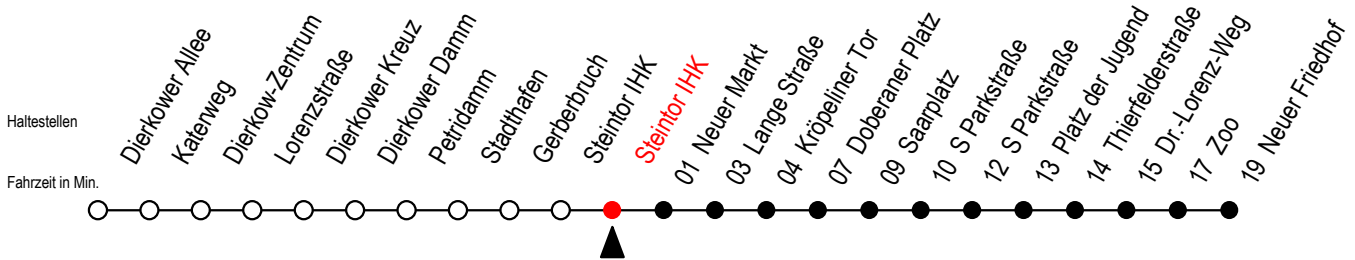 Haltestellen
Fahrzeit in Min.
Dierkower Allee
Katerweg
Dierkow-Zentrum
Lorenzstraße
Dierkower Kreuz
Dierkower Damm
Petridamm
Stadthafen
Gerberbruch
Steintor IHK
Steintor IHK
01 Neuer Markt
03 Lange Straße
04 Kröpeliner Tor
07 Doberaner Platz
09 Saarplatz
10 S Parkstraße
12 S Parkstraße
13 Platz der Jugend
14 Thierfelderstraße
15 Dr.-Lorenz-Weg
17 Zoo
19 Neuer Friedhof